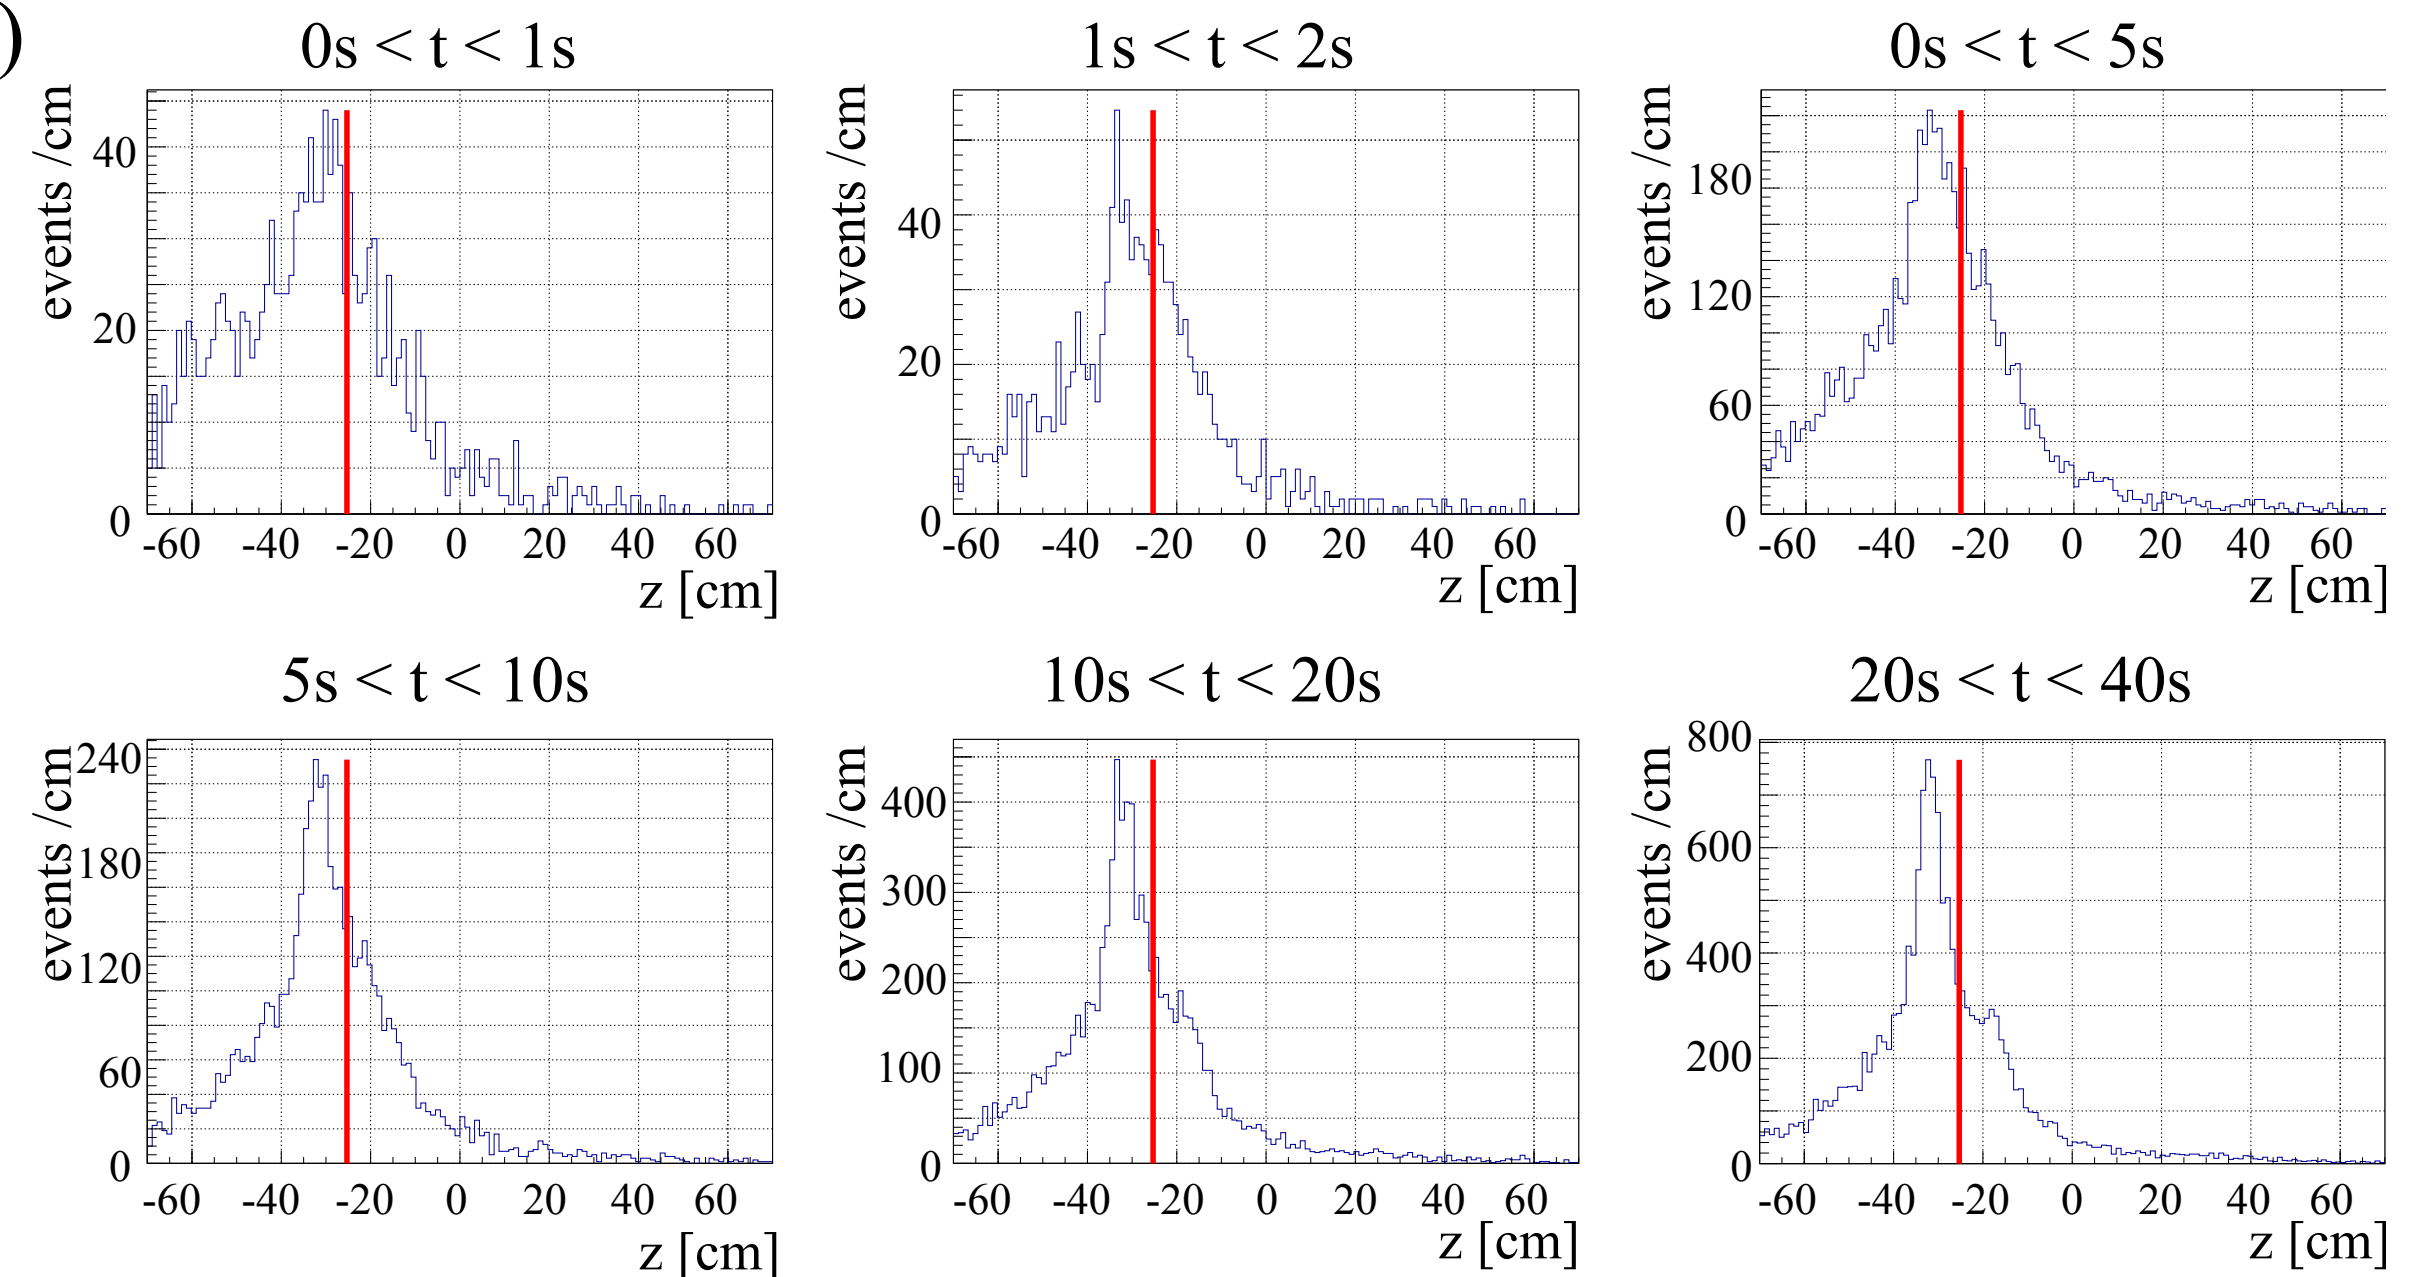 )
0s < t < 1s
events /cm
40
20
0
-60 -40 -20 0 20 40 60
z [cm]
1s < t < 2s
events /cm
40
20
0
-60 -40 -20 0 20 40 60
z [cm]
0s < t < 5s
events /cm
180
120
60
0
-60 -40 -20 0 20 40 60
z [cm]
5s < t < 10s
events /cm
240
180
120
60
0
-60 -40 -20 0 20 40 60
z [cm]
10s < t < 20s
events /cm
400
300
200
100
0
-60 -40 -20 0 20 40 60
z [cm]
20s < t < 40s
events /cm
800
600
400
200
0
-60 -40 -20 0 20 40 60
z [cm]